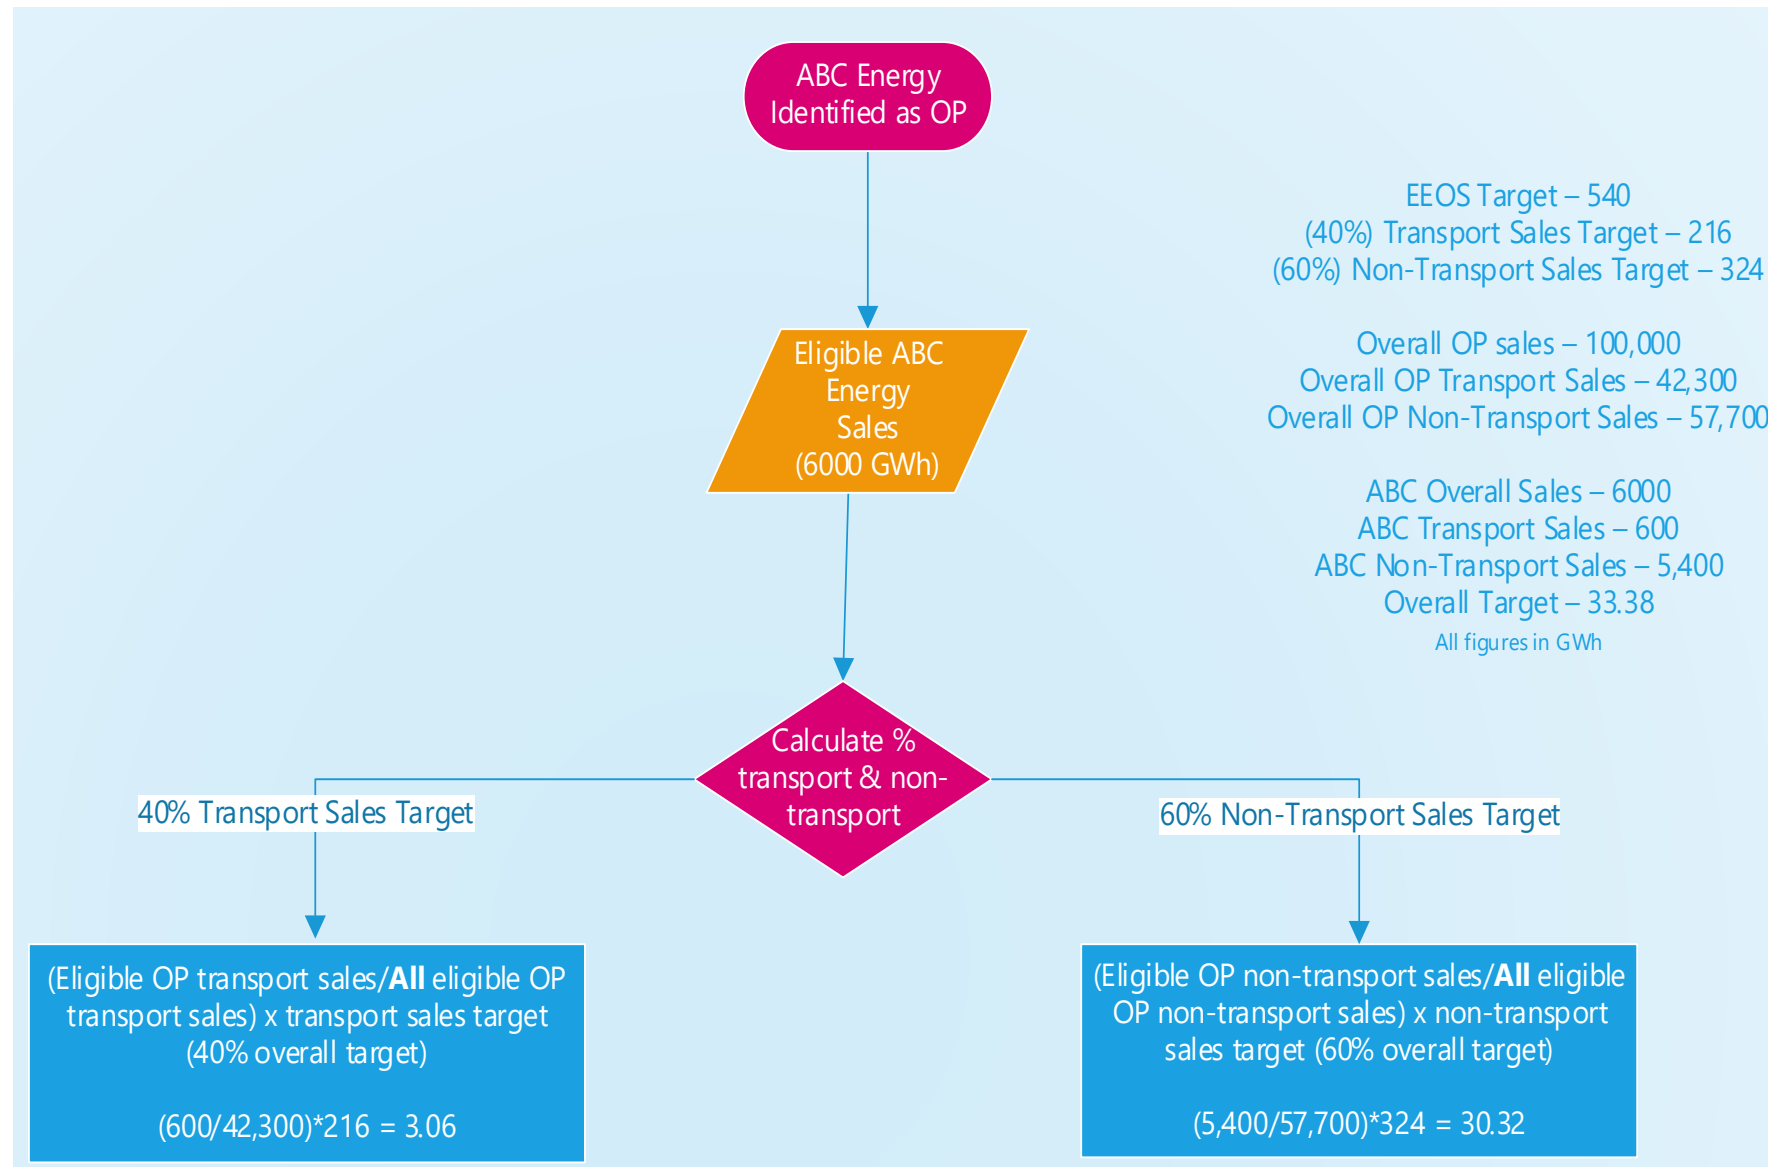 ABC Energy
Identified as OP
EEOS Target – 540
(40%) Transport Sales Target – 216
(60%) Non-Transport Sales Target – 324
Overall OP sales – 100,000
Overall OP Transport Sales – 42,300
Overall OP Non-Transport Sales – 57,700
ABC Overall Sales – 6000
ABC Transport Sales – 600
ABC Non-Transport Sales – 5,400
Overall Target – 33.38
All figures in GWh
Eligible ABC
Energy
Sales
(6000 GWh)
Calculate %
transport & non-
transport
40% Transport Sales Target
60% Non-Transport Sales Target
(Eligible OP transport sales/All eligible OP
transport sales) x transport sales target
(40% overall target)
(600/42,300)*216 = 3.06
(Eligible OP non-transport sales/All eligible
OP non-transport sales) x non-transport
sales target (60% overall target)
(5,400/57,700)*324 = 30.32